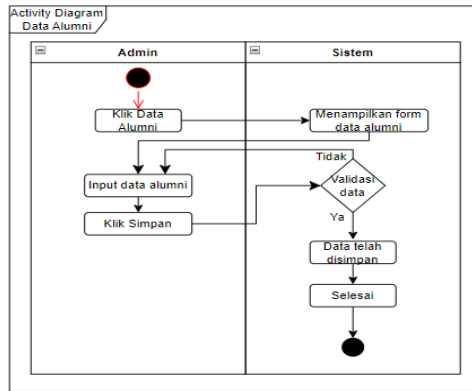 Activity Diagram
Data Alumni
Admin
Sistem
Klik Data
Alumni
Menampilkan form
data alumni
Tidak
Input data alumni
Validasi
data
Klik Simpan
Ya
Data telah
disimpan
Selesai